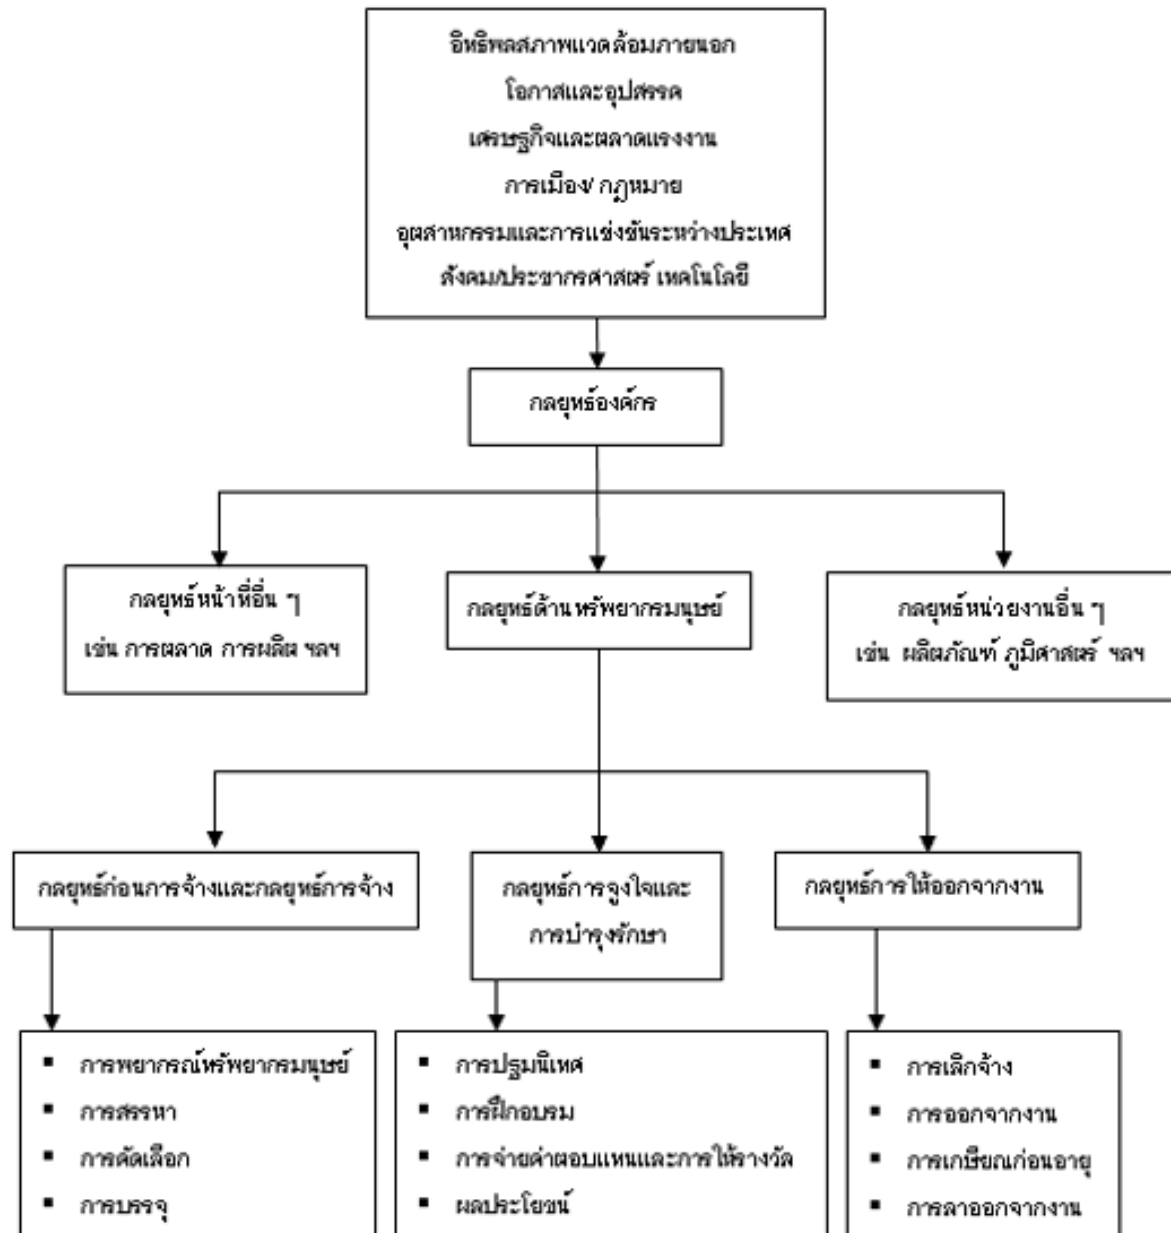 อิทธิพลสภาพแวดล้อมภายนอก
โอกาสและอุปสรรค
เศรษฐกิจและตลาดแรงงาน
การเมือง/ กฎหมาย
อุตสาหกรรมและการแข่งขันระหว่างประเทศ
สังคม/ประชากรศาสตร์ เทคโนโลยี
กลยุทธ์องค์กร
กลยุทธ์หน้าที่อื่น ๆ
เช่น การตลาด การผลิต ฯลฯ
กลยุทธ์ด้านทรัพยากรมนุษย์
กลยุทธ์หน่วยงานอื่น ๆ
เช่น ผลิตภัณฑ์ ภูมิศาสตร์ ฯลฯ
กลยุทธ์ก่อนการจ้างและกลยุทธ์การจ้าง
กลยุทธ์การจูงใจและ
การบำรุงรักษา
กลยุทธ์การให้ออกจากงาน
▪ การพยากรณ์ทรัพยากรมนุษย์
▪ การสรรหา
▪ การคัดเลือก
▪ การบรรจุ
▪ การปฐมนิเทศ
▪ การฝึกอบรม
▪ การจ่ายค่าตอบแทนและการให้รางวัล
▪ ผลประโยชน์
▪ การเลิกจ้าง
▪ การออกจากงาน
▪ การเกษียณก่อนอายุ
▪ การลาออกจากงาน